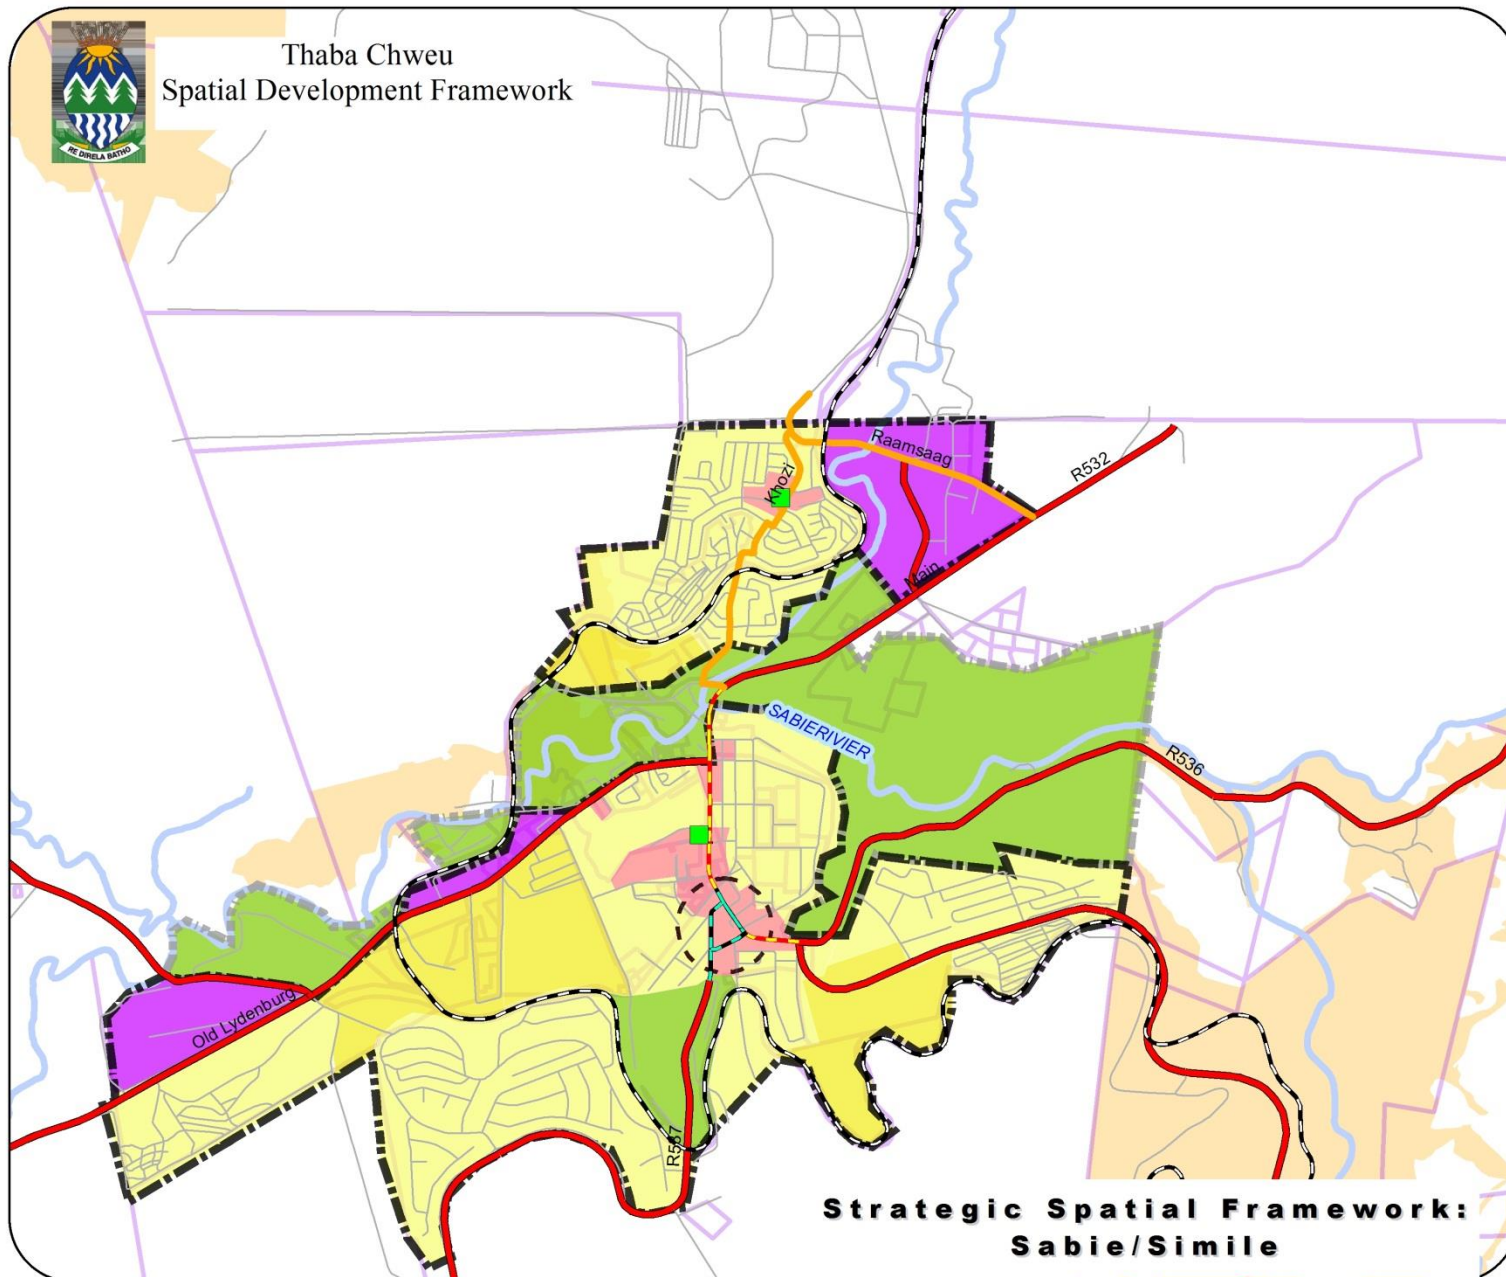 Thaba Chweu
Spatial Development Framework
RE DIRELA BATHO
Raamsaag
Khozi
R532
Main
SABIERIVIER
R536
Old Lydenburg
R537
Strategic Spatial Framework:
Sabie/Simile